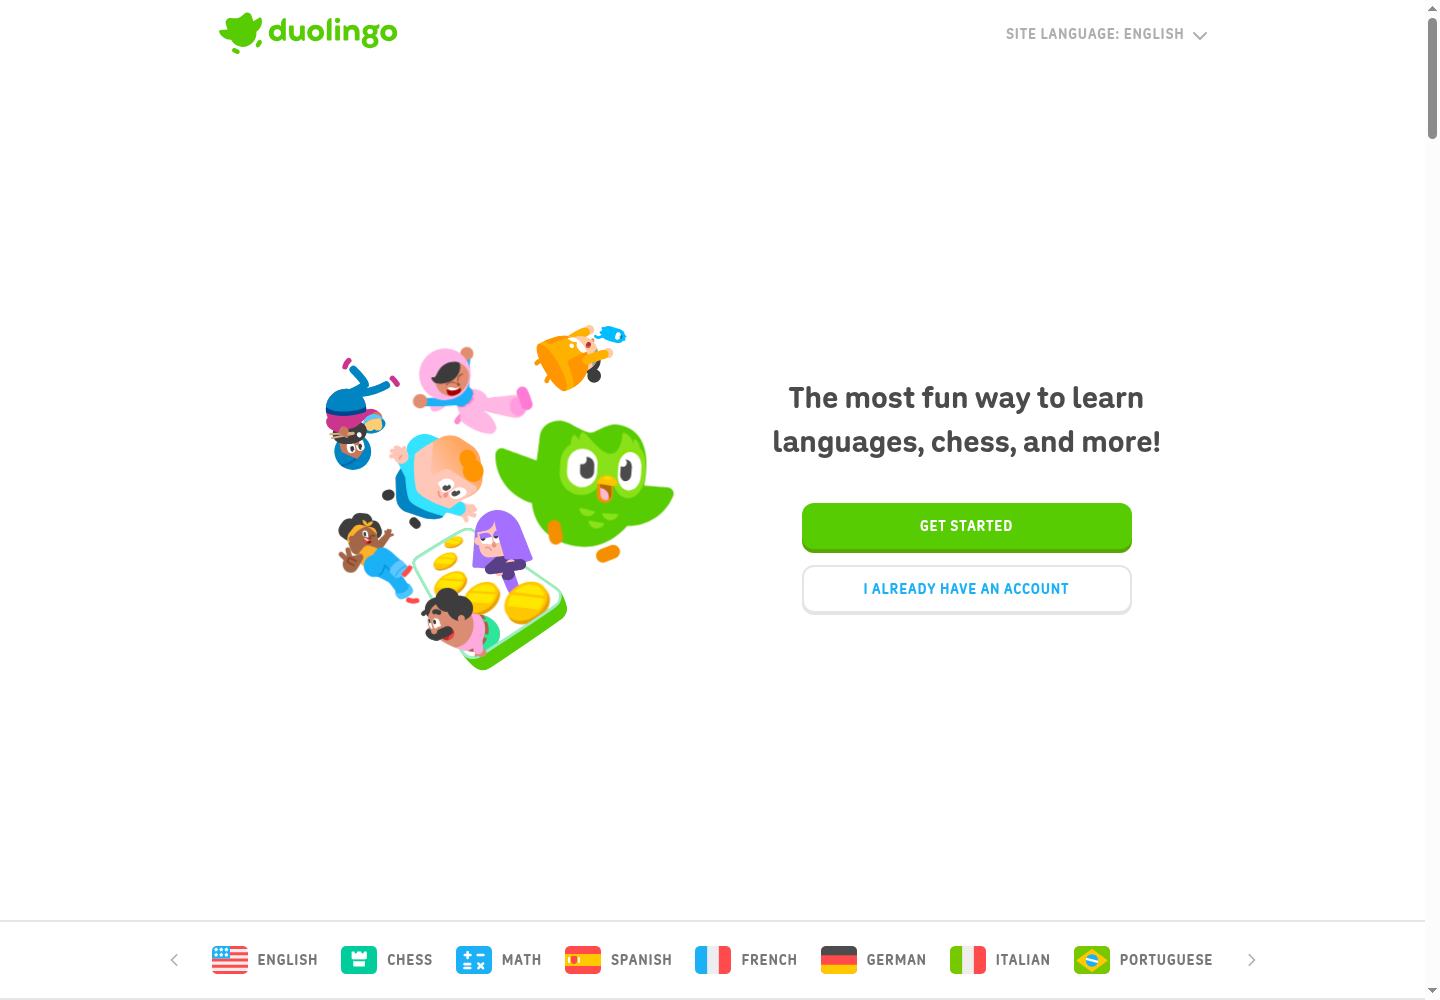 duolingo
SITE LANGUAGE: ENGLISH
The most fun way to learn
languages, chess, and more!
GET STARTED
I ALREADY HAVE AN ACCOUNT
ENGLISH
CHESS
MATH
SPANISH
FRENCH
GERMAN
ITALIAN
PORTUGUESE